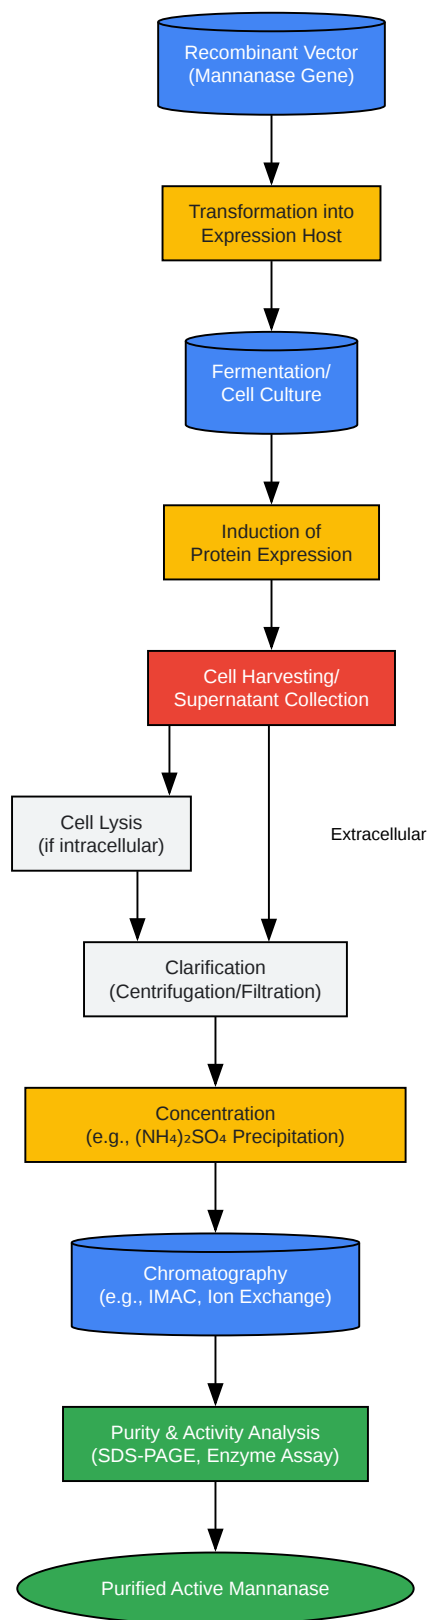 Recombinant Vector
(Mannanase Gene)
Transformation into
Expression Host
Fermentation/
Cell Culture
Induction of
Protein Expression
Cell Harvesting/
Supernatant Collection
Cell Lysis
(if intracellular)
Extracellular
Clarification
(Centrifugation/Filtration)
Concentration
(e.g., (NH₄)₂SO₄ Precipitation)
Chromatography
(e.g., IMAC, Ion Exchange)
Purity & Activity Analysis
(SDS-PAGE, Enzyme Assay)
Purified Active Mannanase